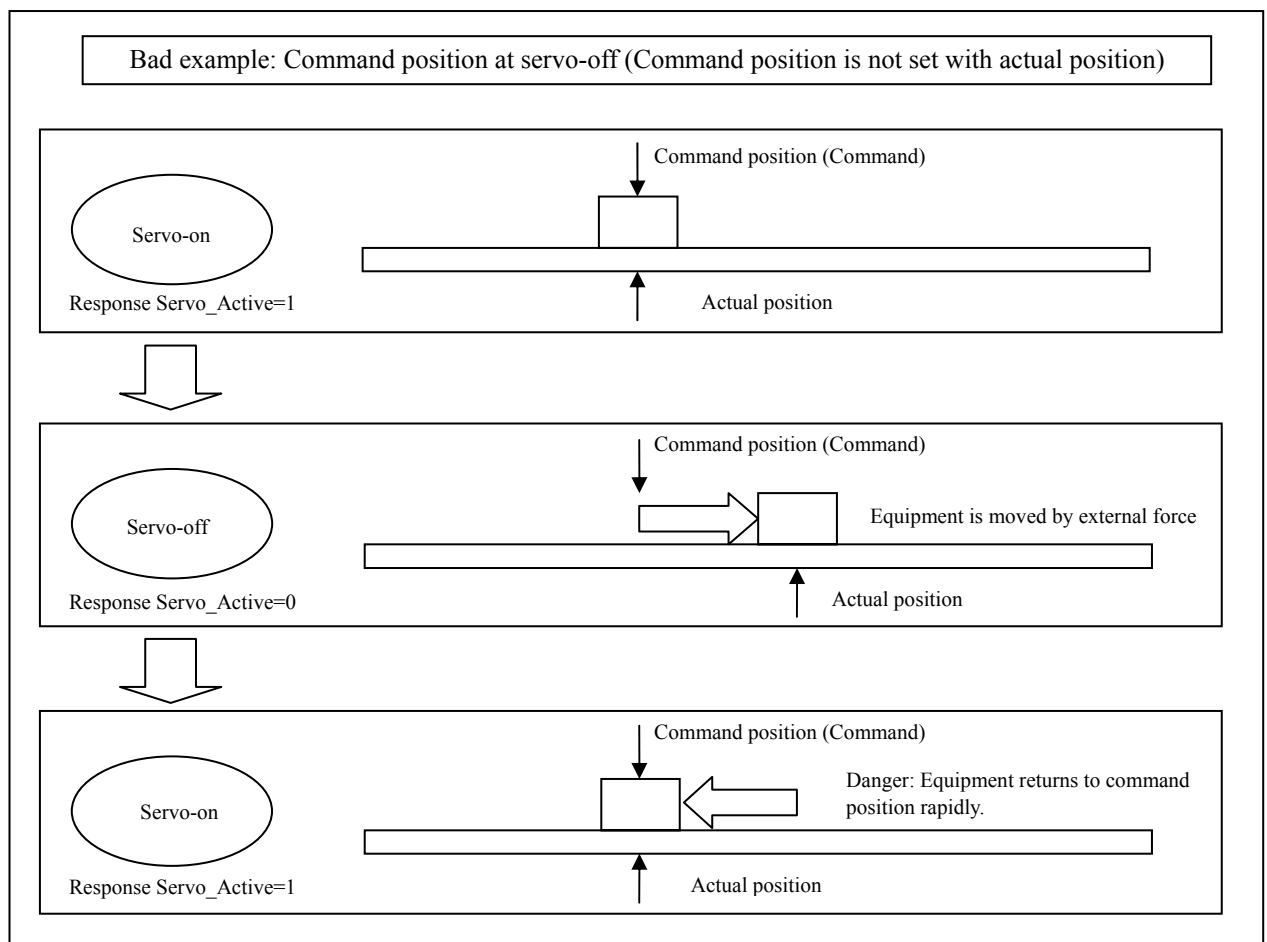 Bad example: Command position at servo-off (Command position is not set with actual position)
Command position (Command)
Servo-on
Response Servo_Active=1
Actual position
Command position (Command)
Servo-off
Equipment is moved by external force
Response Servo_Active=0
Actual position
Command position (Command)
Danger: Equipment returns to command
position rapidly.
Servo-on
Response Servo_Active=1
Actual position